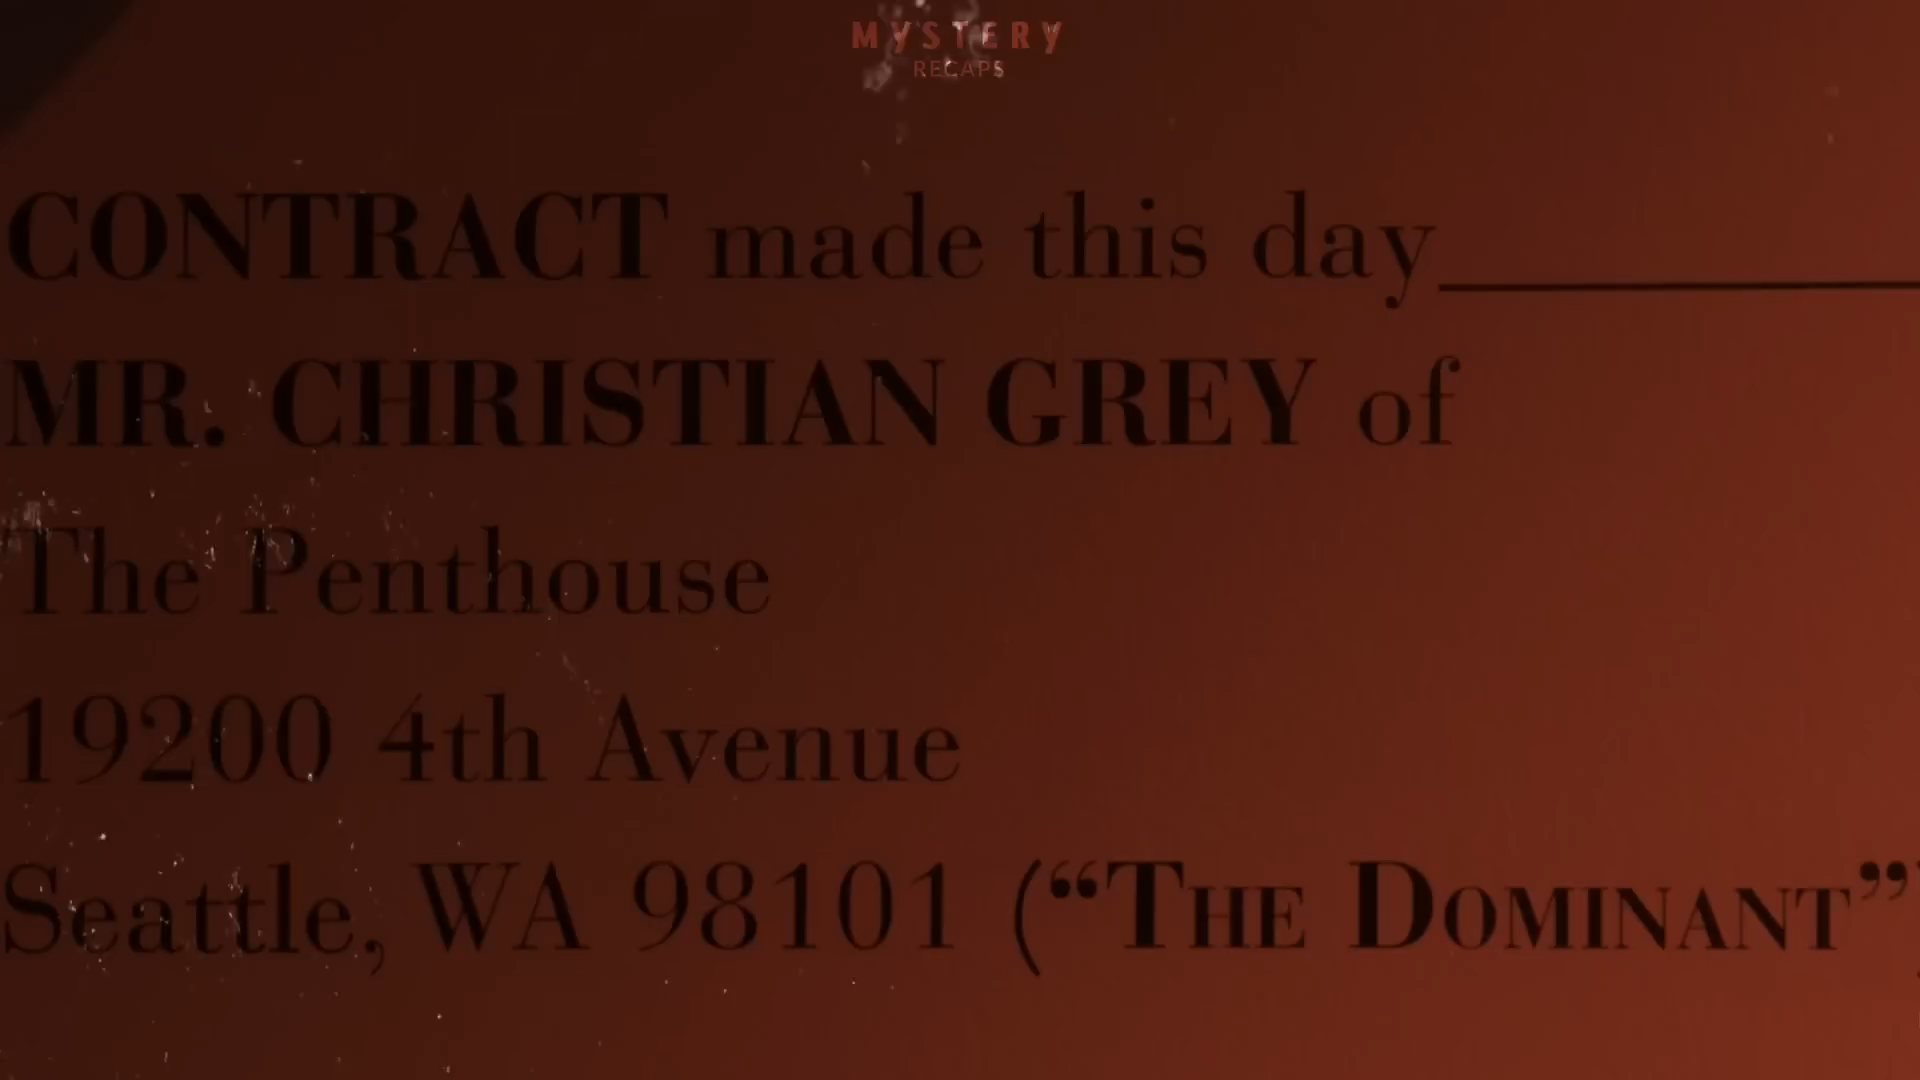 MYSTERY
RECAPS
CONTRACT made this day
MR. CHRISTIAN GREY of
The Penthouse
19200 4th Avenue
Seattle, WA 98101 (“THE DOMINANT”)